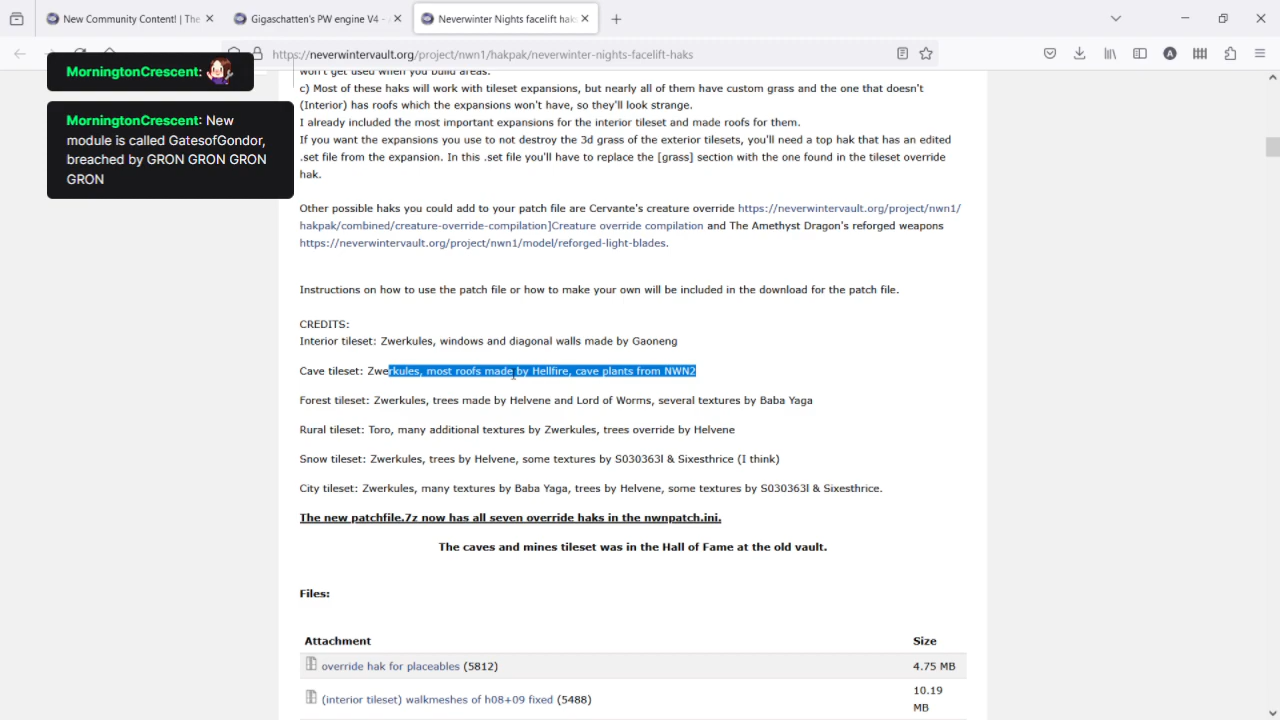 New Community Content! | The
Gigaschatten's PW engine V4 -
Neverwinter Nights facelift hak
https://neverwintervault.org/project/nwn1/hakpak/neverwinter-nights-facelift-haks
MorningtonCrescent:
MorningtonCrescent: New
module is called GatesofGondor,
breached by GRON GRON GRON
GRON
won't get used when you build areas.
c) Most of these haks will work with tileset expansions, but nearly all of them have custom grass and the one that doesn't
(Interior) has roofs which the expansions won't have, so they'll look strange.
I already included the most important expansions for the interior tileset and made roofs for them.
If you want the expansions you use to not destroy the 3d grass of the exterior tilesets, you'll need a top hak that has an edited
.set file from the expansion. In this .set file you'll have to replace the [grass] section with the one found in the tileset override
hak.
Other possible haks you could add to your patch file are Cervante's creature override https://neverwintervault.org/project/nwn1/
hakpak/combined/creature-override-compilation]Creature override compilation and The Amethyst Dragon's reforged weapons
https://neverwintervault.org/project/nwn1/model/reforged-light-blades.
Instructions on how to use the patch file or how to make your own will be included in the download for the patch file.
CREDITS:
Interior tileset: Zwerkules, windows and diagonal walls made by Gaoneng
Cave tileset: Zwerkules, most roofs made by Hellfire, cave plants from NWN2
Forest tileset: Zwerkules, trees made by Helvene and Lord of Worms, several textures by Baba Yaga
Rural tileset: Toro, many additional textures by Zwerkules, trees override by Helvene
Snow tileset: Zwerkules, trees by Helvene, some textures by S030363l & Sixesthrice (I think)
City tileset: Zwerkules, many textures by Baba Yaga, trees by Helvene, some textures by S030363l & Sixesthrice.
The new patchfile.7z now has all seven override haks in the nwnpatch.ini.
The caves and mines tileset was in the Hall of Fame at the old vault.
Files:
Attachment Size
override hak for placeables (5812) 4.75 MB
(interior tileset) walkmeshes of h08+09 fixed (5488) 10.19
MB